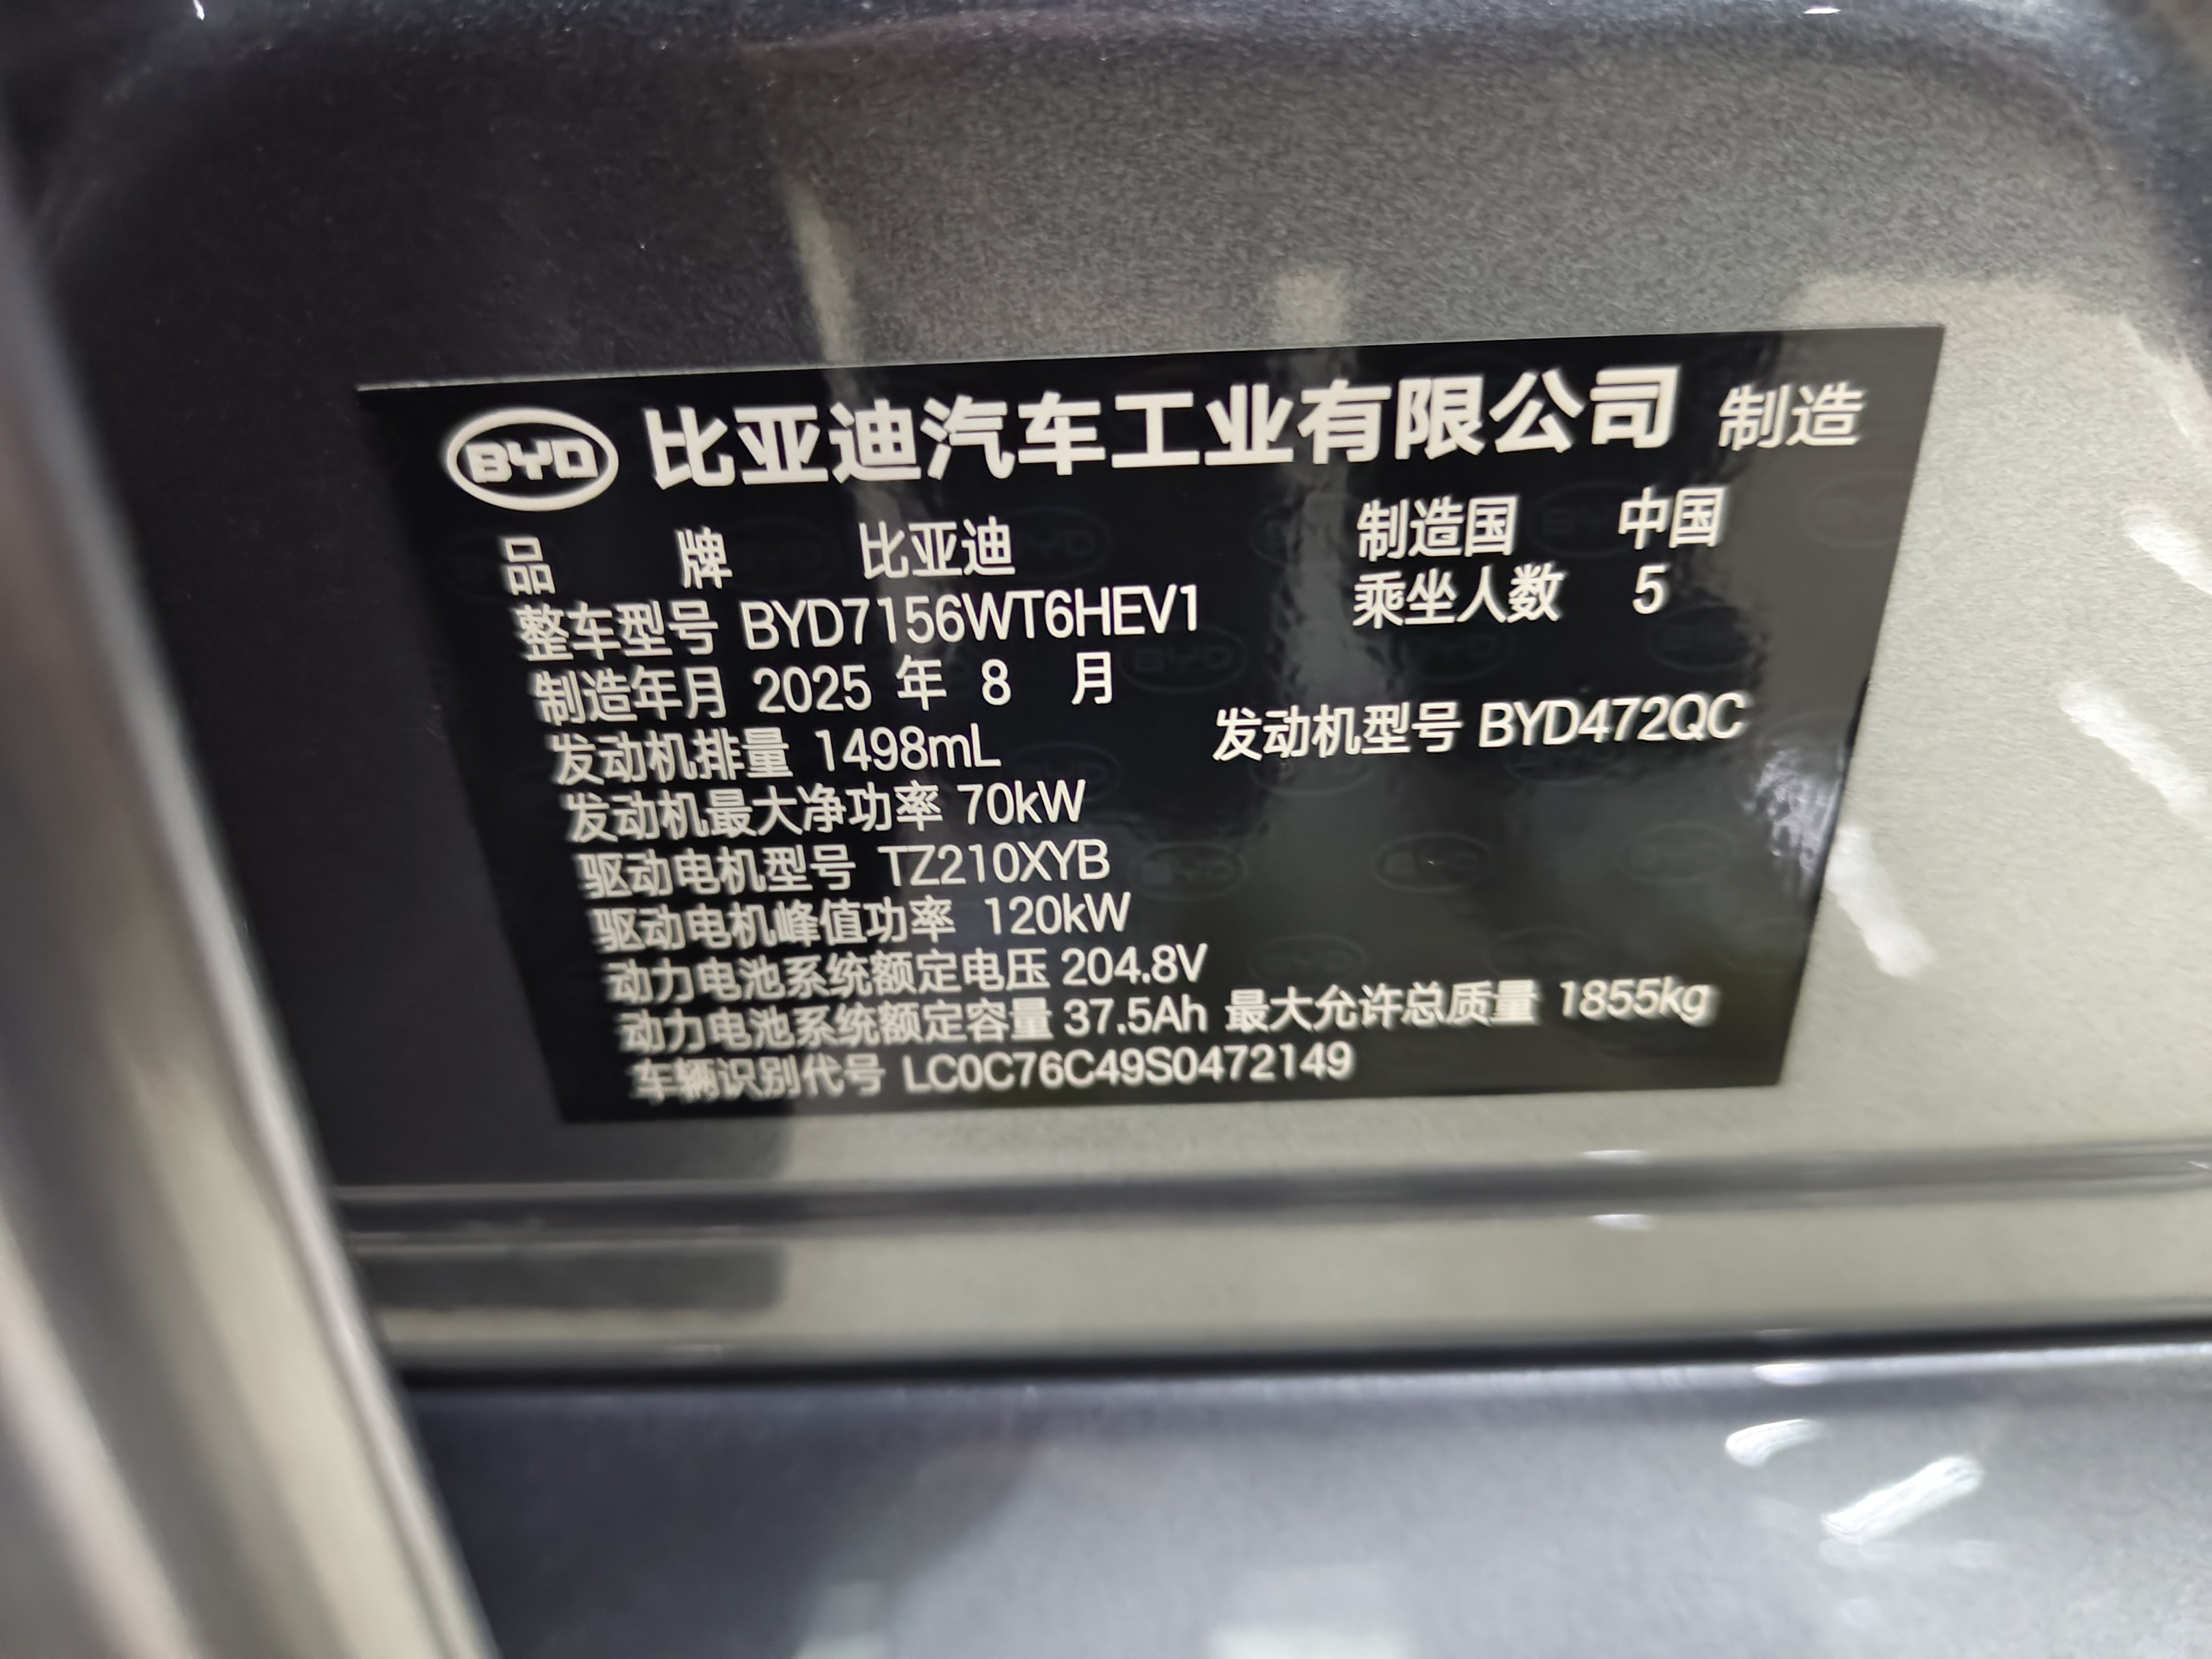 BYD 比亚迪汽车工业有限公司 制造
品 牌 比亚迪 制造国 中国
整车型号 BYD7156WT6HEV1 乘坐人数 5
制造年月 2025 年 8 月
发动机排量 1498mL 发动机型号 BYD472QC
发动机最大净功率 70kW
驱动电机型号 TZ210XYB
驱动电机峰值功率 120kW
动力电池系统额定电压 204.8V
动力电池系统额定容量 37.5Ah 最大允许总质量 1855kg
车辆识别代号 LC0C76C49S0472149